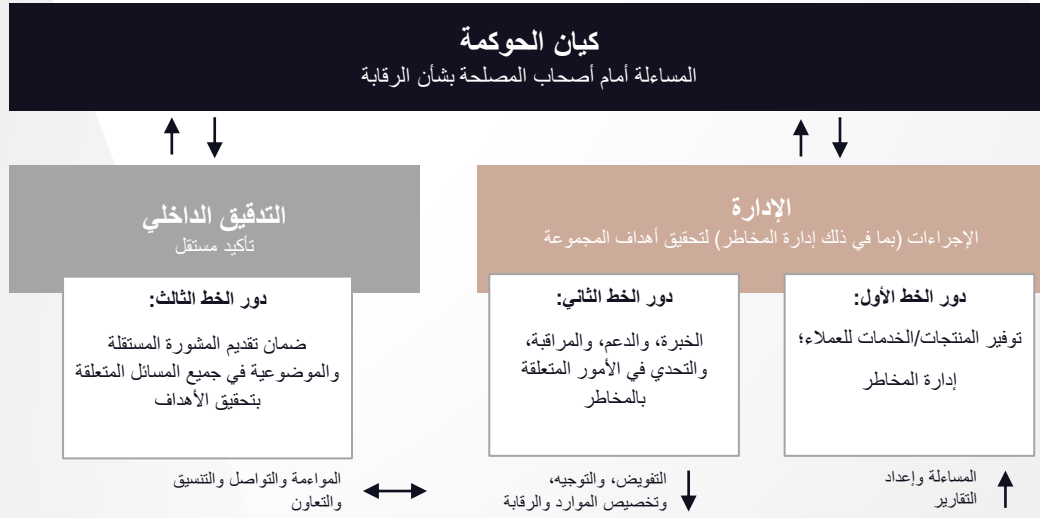 كيان الحوكمة
المساءلة أمام أصحاب المصلحة بشأن الرقابة
الإدارة
الإجراءات (بما في ذلك إدارة المخاطر) لتحقيق أهداف المجموعة
دور الخط الأول:
توفير المنتجات/الخدمات للعملاء؛
إدارة المخاطر
دور الخط الثاني:
الخبرة، والدعم، والمراقبة،
والتحدي في الأمور المتعلقة
بالمخاطر
التدقيق الداخلي
تأكيد مستقل
دور الخط الثالث:
ضمان تقديم المشورة المستقلة
والموضوعية في جميع المسائل المتعلقة
بتحقيق الأهداف
المساءلة وإعداد
التقارير
التفويض، والتوجيه،
وتخصيص الموارد والرقابة
المواءمة والتواصل والتنسيق
والتعاون